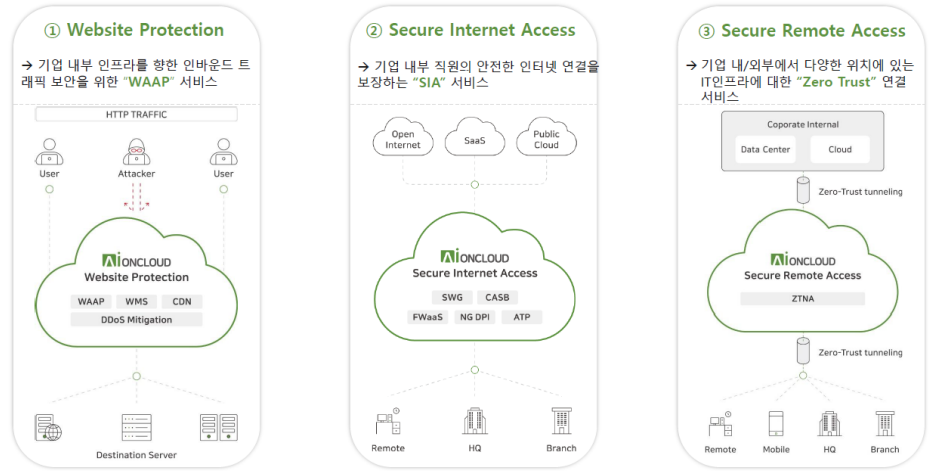 ① Website Protection
→ 기업 내부 인프라를 향한 인바운드 트
래픽 보안을 위한 “WAAP” 서비스
HTTP TRAFFIC
User
Attacker
User
AIONCLOUD
Website Protection
WAAP
WMS
CDN
DDoS Mitigation
Destination Server
② Secure Internet Access
→ 기업 내부 직원의 안전한 인터넷 연결을
보장하는 “SIA” 서비스
Open
Internet
SaaS
Public
Cloud
AIONCLOUD
Secure Internet Access
SWG
CASB
FWaaS
NG DPI
ATP
Remote
HQ
Branch
③ Secure Remote Access
→ 기업 내/외부에서 다양한 위치에 있는
IT인프라에 대한 “Zero Trust” 연결
서비스
Coporate Internal
Data Center
Cloud
Zero-Trust tunneling
AIONCLOUD
Secure Remote Access
ZTNA
Zero-Trust tunneling
Remote
Mobile
HQ
Branch